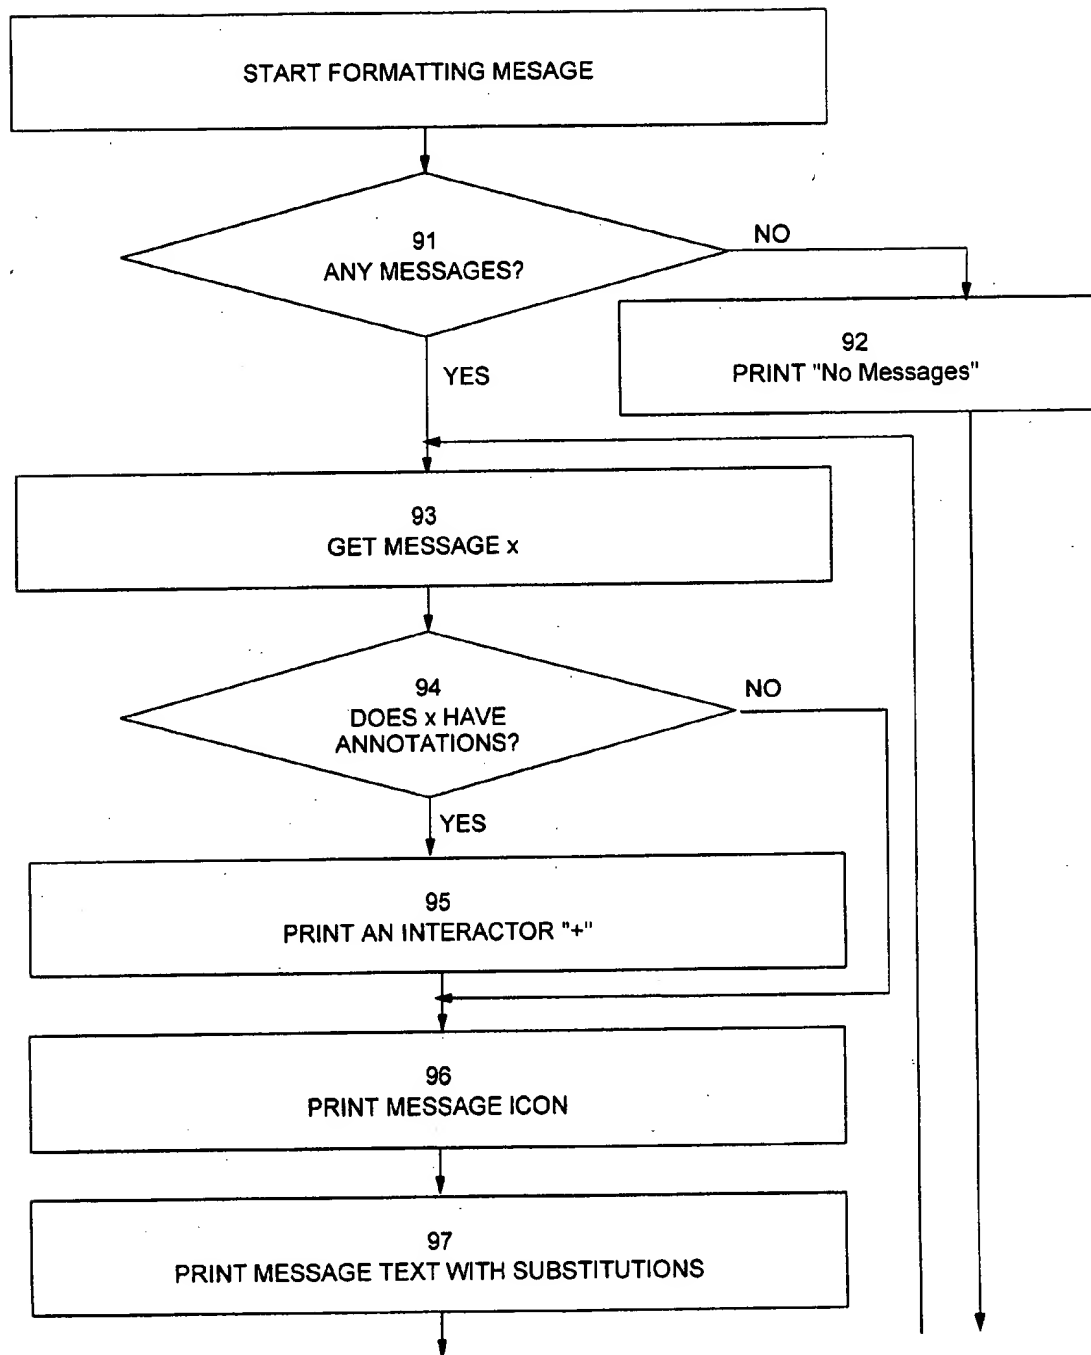 START FORMATTING MESAGE
91
ANY MESSAGES?
NO
92
PRINT "No Messages"
YES
93
GET MESSAGE x
94
DOES x HAVE
ANNOTATIONS?
NO
YES
95
PRINT AN INTERACTOR "+"
96
PRINT MESSAGE ICON
97
PRINT MESSAGE TEXT WITH SUBSTITUTIONS